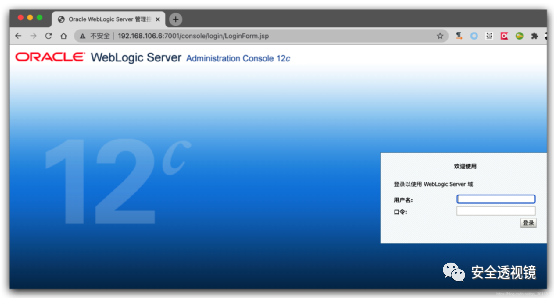 Oracle WebLogic Server 管理控
不安全 | 192.168.106.6:7001/console/login/LoginForm.jsp
ORACLE WebLogic Server Administration Console 12c
12c
欢迎使用
登录以使用 WebLogic Server 域
用户名:
口令:
登录
安全透视镜